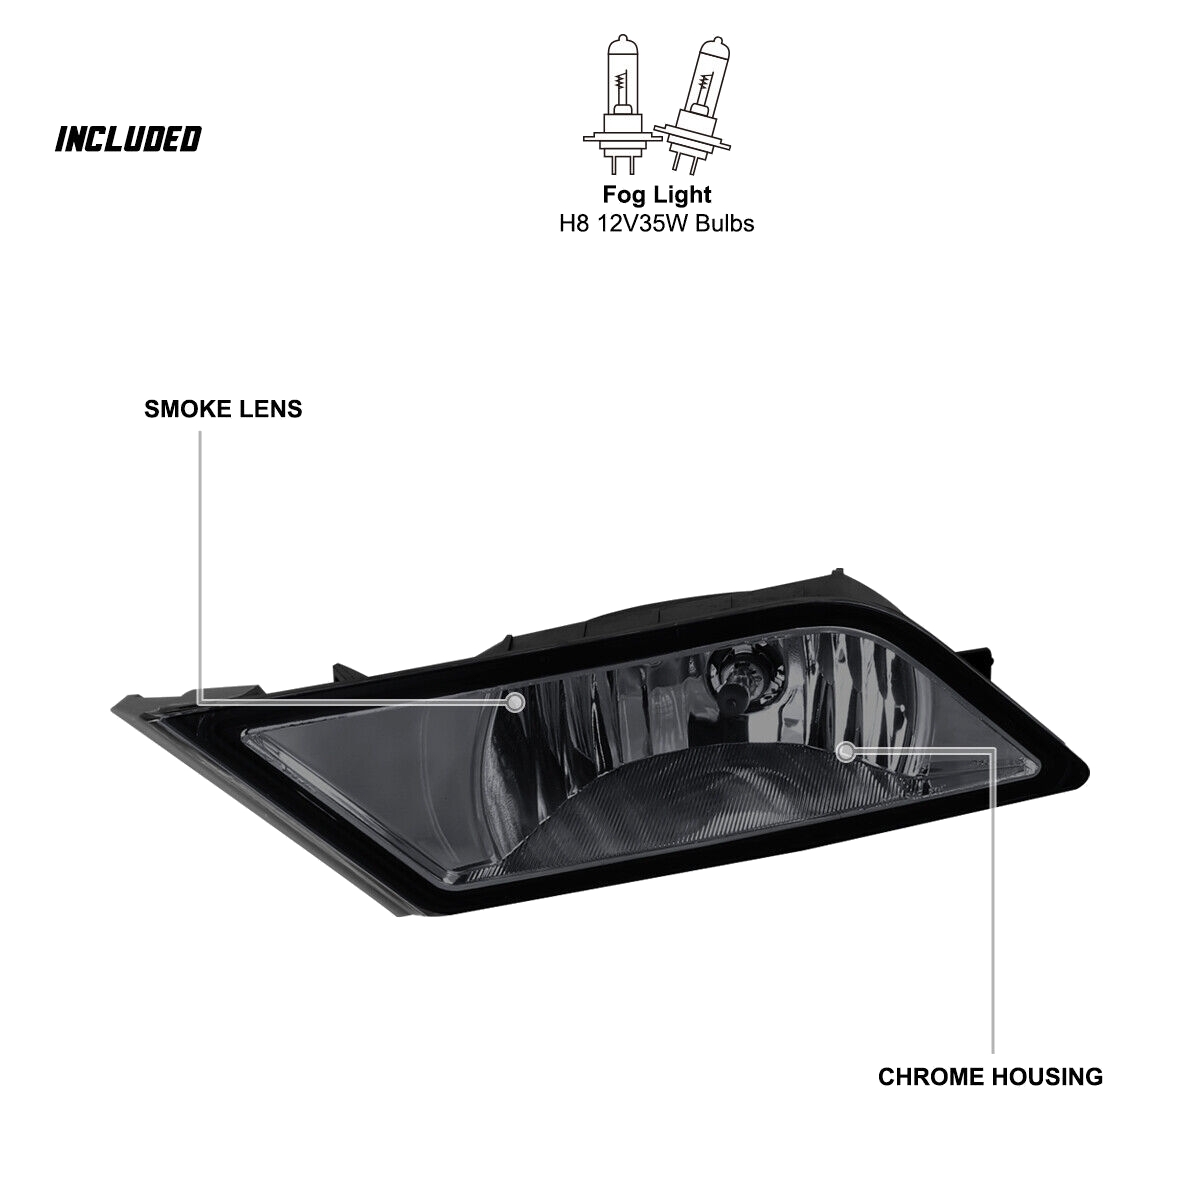 INCLUDED
Fog Light
H8 12V35W Bulbs
SMOKE LENS
CHROME HOUSING